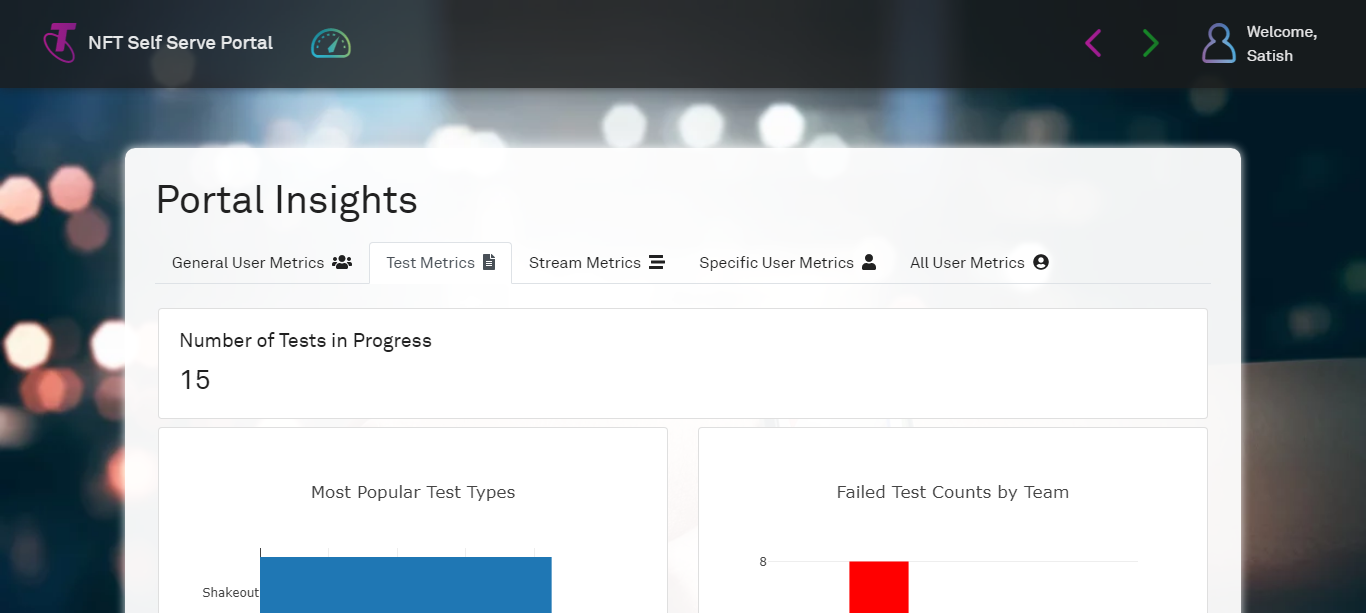 NFT Self Serve Portal
Welcome,
Satish
Portal Insights
General User Metrics
Test Metrics
Stream Metrics
Specific User Metrics
All User Metrics
Number of Tests in Progress
15
Most Popular Test Types
Shakeout
Failed Test Counts by Team
8